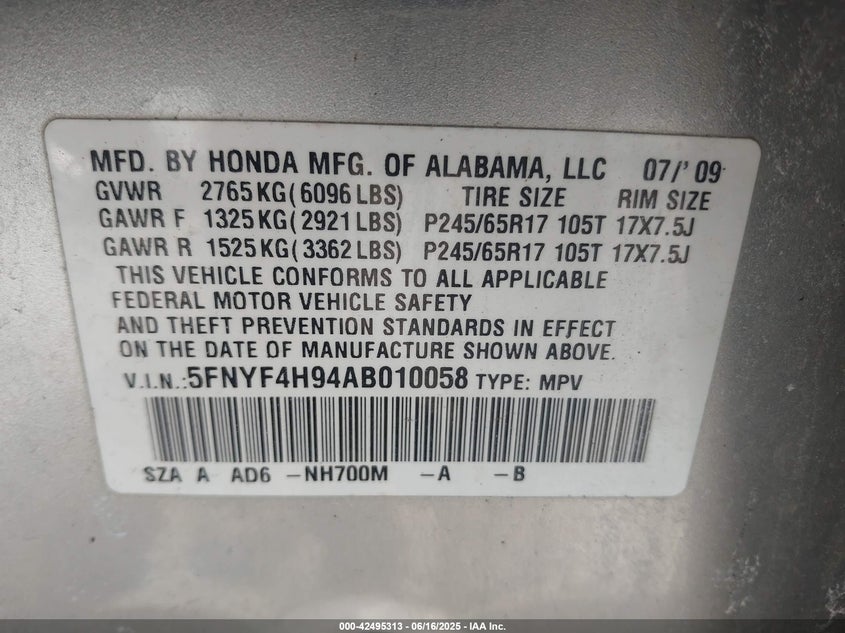 MFD. BY HONDA MFG. OF ALABAMA, LLC 07/' 09
GVWR 2765 KG ( 6096 LBS) TIRE SIZE RIM SIZE
GAWR F 1325 KG ( 2921 LBS) P245/65R17 105T 17X7.5J
GAWR R 1525 KG ( 3362 LBS) P245/65R17 105T 17X7.5J
THIS VEHICLE CONFORMS TO ALL APPLICABLE
FEDERAL MOTOR VEHICLE SAFETY
AND THEFT PREVENTION STANDARDS IN EFFECT
ON THE DATE OF MANUFACTURE SHOWN ABOVE.
V.I.N.: 5FNYF4H94AB010058 TYPE: MPV
SZA A AD6 -NH700M -A -B
000-42495313 - 06/16/2025 - IAA Inc.